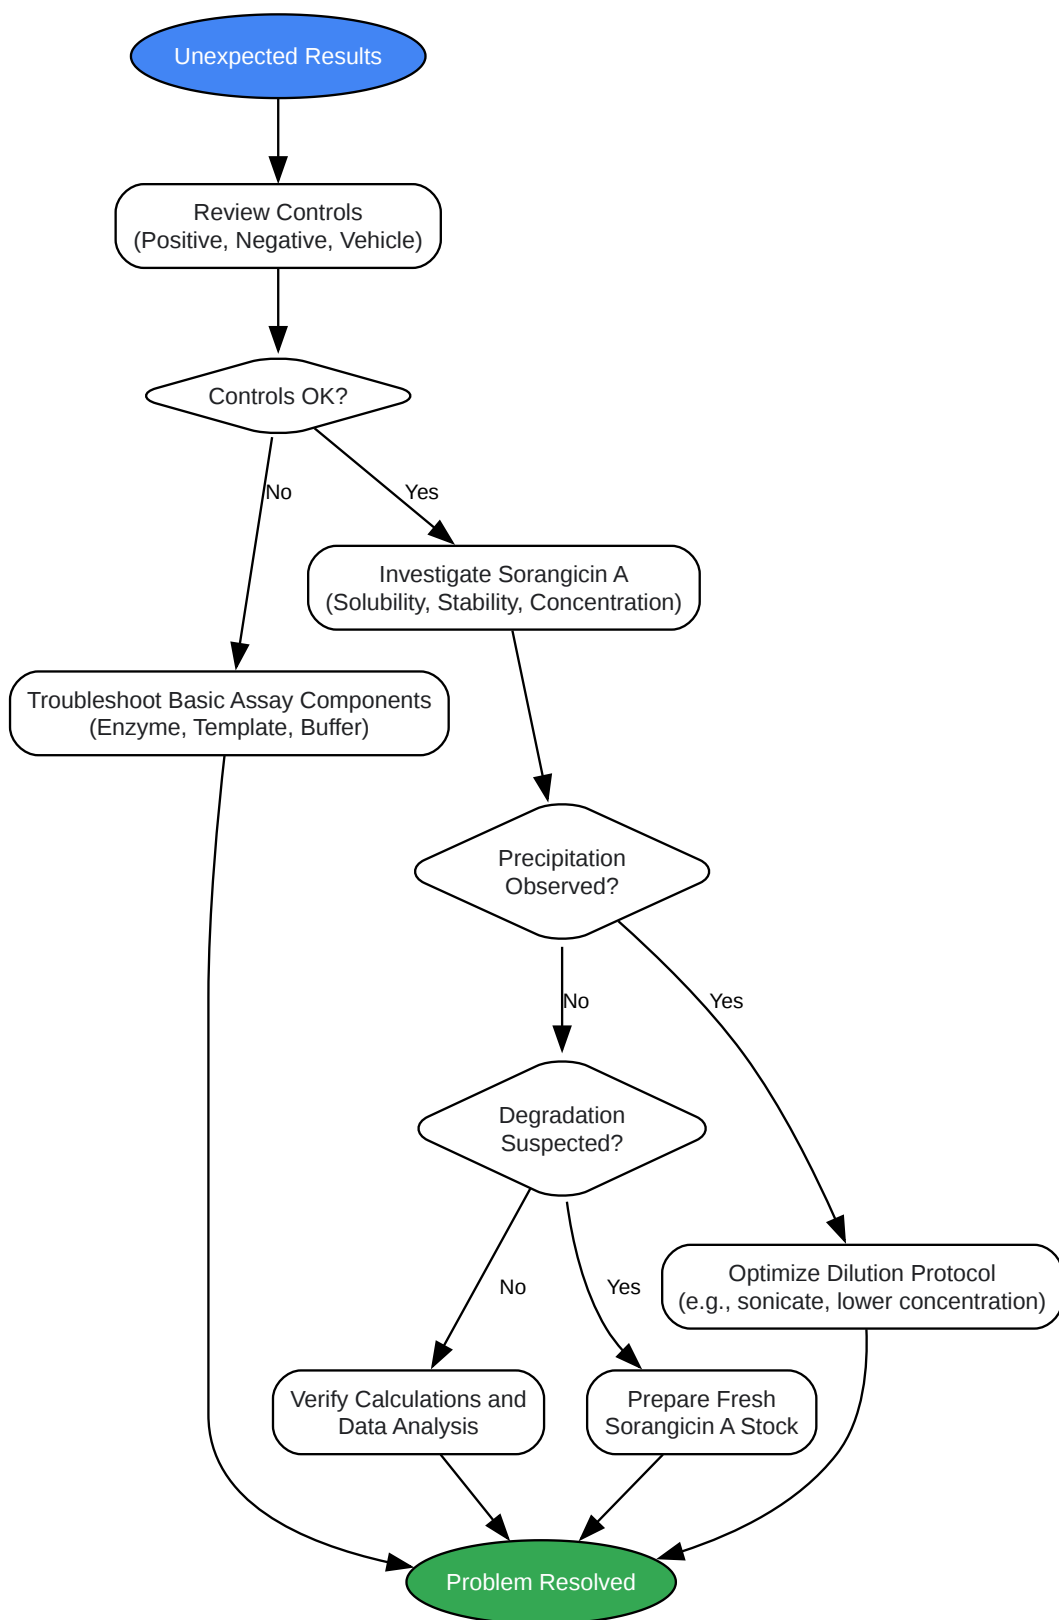 Unexpected Results
Review Controls
(Positive, Negative, Vehicle)
Controls OK?
No
Yes
Investigate Sorangicin A
(Solubility, Stability, Concentration)
Troubleshoot Basic Assay Components
(Enzyme, Template, Buffer)
Precipitation
Observed?
No
Yes
Degradation
Suspected?
No
Yes
Optimize Dilution Protocol
(e.g., sonicate, lower concentration)
Verify Calculations and
Data Analysis
Prepare Fresh
Sorangicin A Stock
Problem Resolved